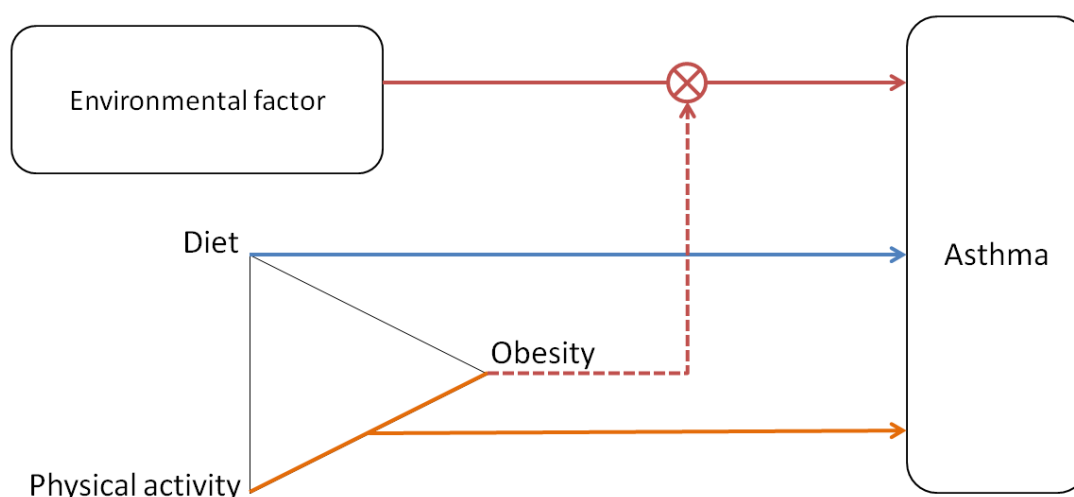 Environmental factor
Diet
Asthma
Obesity
Physical activity